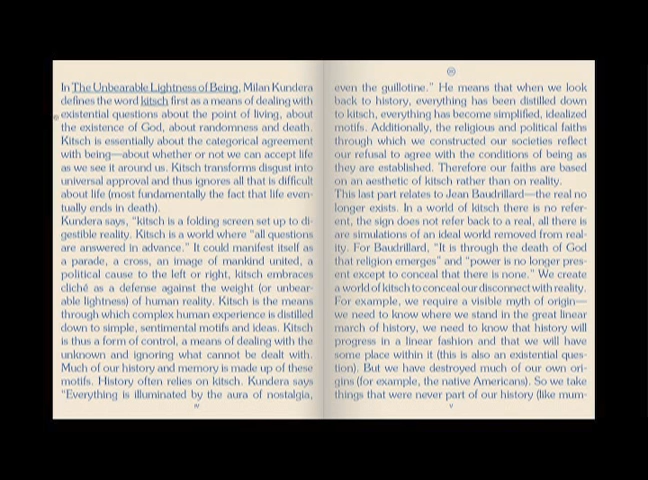 In The Unbearable Lightness of Being, Milan Kundera
defines the word kitsch first as a means of dealing with
existential questions about the point of living, about
the existence of God, about randomness and death.
Kitsch is essentially about the categorical agreement
with being—about whether or not we can accept life
as we see it around us. Kitsch transforms disgust into
universal approval and thus ignores all that is difficult
about life (most fundamentally the fact that life even-
tually ends in death).
Kundera says, “kitsch is a folding screen set up to di-
gestible reality. Kitsch is a world where “all questions
are answered in advance.” It could manifest itself as
a parade, a cross, an image of mankind united, a
political cause to the left or right, kitsch embraces
cliché as a defense against the weight (or unbear-
able lightness) of human reality. Kitsch is the means
through which complex human experience is distilled
down to simple, sentimental motifs and ideas. Kitsch
is thus a form of control, a means of dealing with the
unknown and ignoring what cannot be dealt with.
Much of our history and memory is made up of these
motifs. History often relies on kitsch. Kundera says
“Everything is illuminated by the aura of nostalgia,
even the guillotine.” He means that when we look
back to history, everything has been distilled down
to kitsch, everything has become simplified, idealized
motifs. Additionally, the religious and political faiths
through which we constructed our societies reflect
our refusal to agree with the conditions of being as
they are established. Therefore our faiths are based
on an aesthetic of kitsch rather than on reality.
This last part relates to Jean Baudrillard—the real no
longer exists. In a world of kitsch there is no refer-
ent, the sign does not refer back to a real, all there is
are simulations of an ideal world removed from real-
ity. For Baudrillard, “It is through the death of God
that religion emerges” and “power is no longer pres-
ent except to conceal that there is none.” We create
a world of kitsch to conceal our disconnect with reality.
For example, we require a visible myth of origin—
we need to know where we stand in the great linear
march of history, we need to know that history will
progress in a linear fashion and that we will have
some place within it (this is also an existential ques-
tion). But we have destroyed much of our own ori-
gins (for example, the native Americans). So we take
things that were never part of our history (like mum-